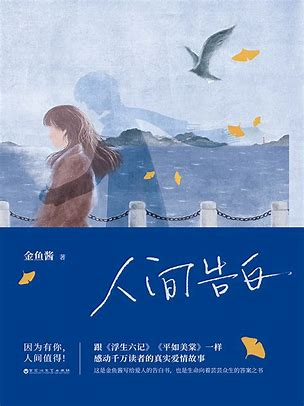 金鱼酱 著
人间告白
因为有你，
人间值得！
跟《浮生六记》《平如美棠》一样
感动千万读者的真实爱情故事
这是金鱼酱写给爱人的告白书，也是生命向着芸芸众生的答案之书